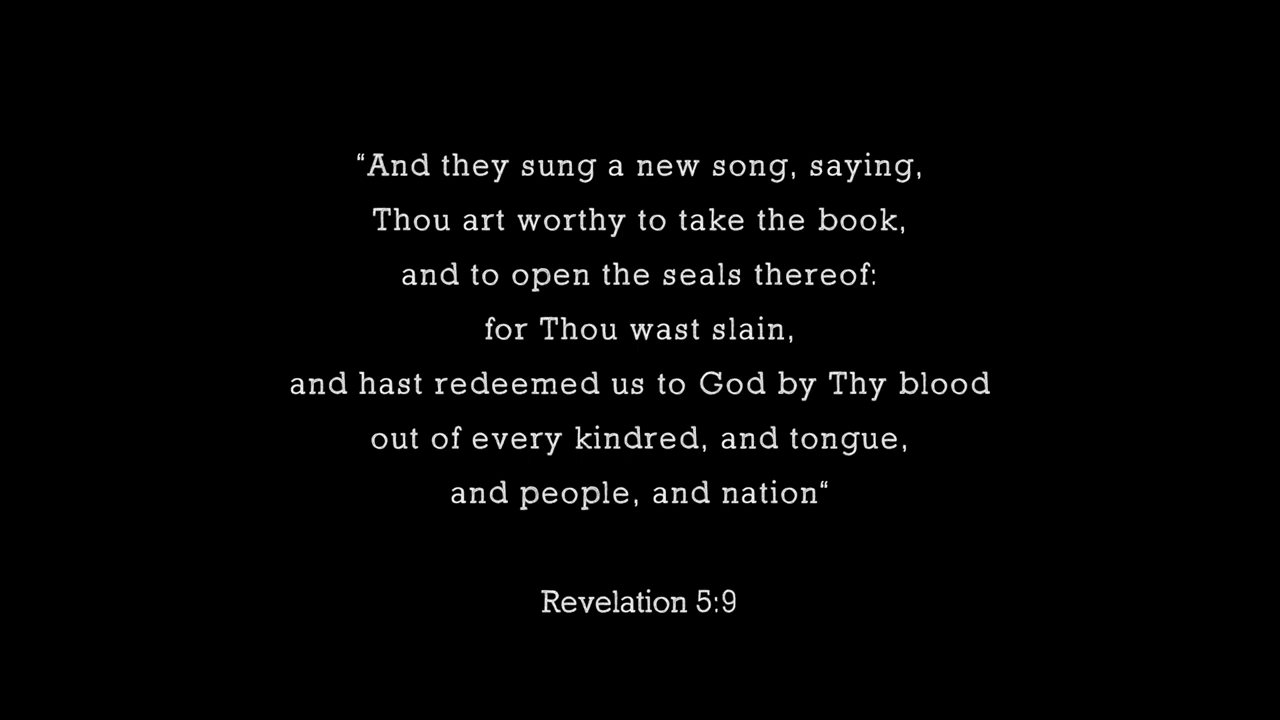 “And they sung a new song, saying,
Thou art worthy to take the book,
and to open the seals thereof:
for Thou wast slain,
and hast redeemed us to God by Thy blood
out of every kindred, and tongue,
and people, and nation“
Revelation 5:9